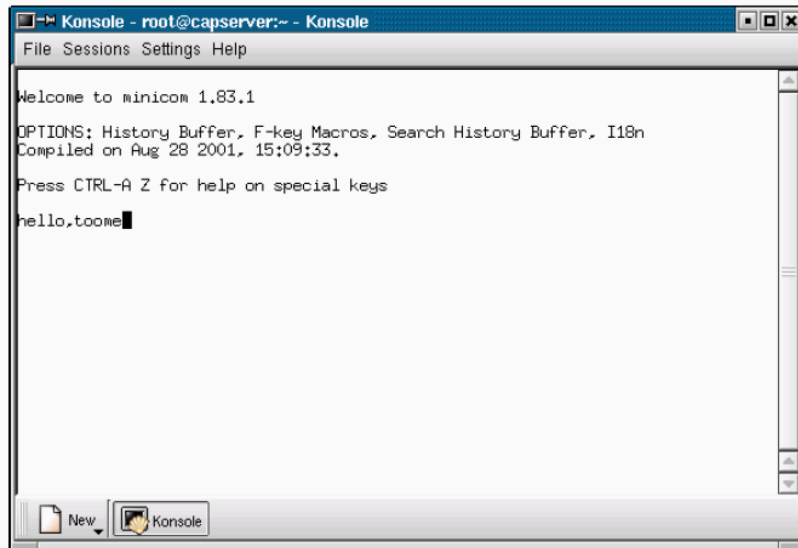 Konsole - root@capserver:~ - Konsole
File Sessions Settings Help
Welcome to minicom 1.83.1
OPTIONS: History Buffer, F-key Macros, Search History Buffer, I18n
Compiled on Aug 28 2001, 15:09:33.
Press CTRL-A Z for help on special keys
hello,toome
New
Konsole